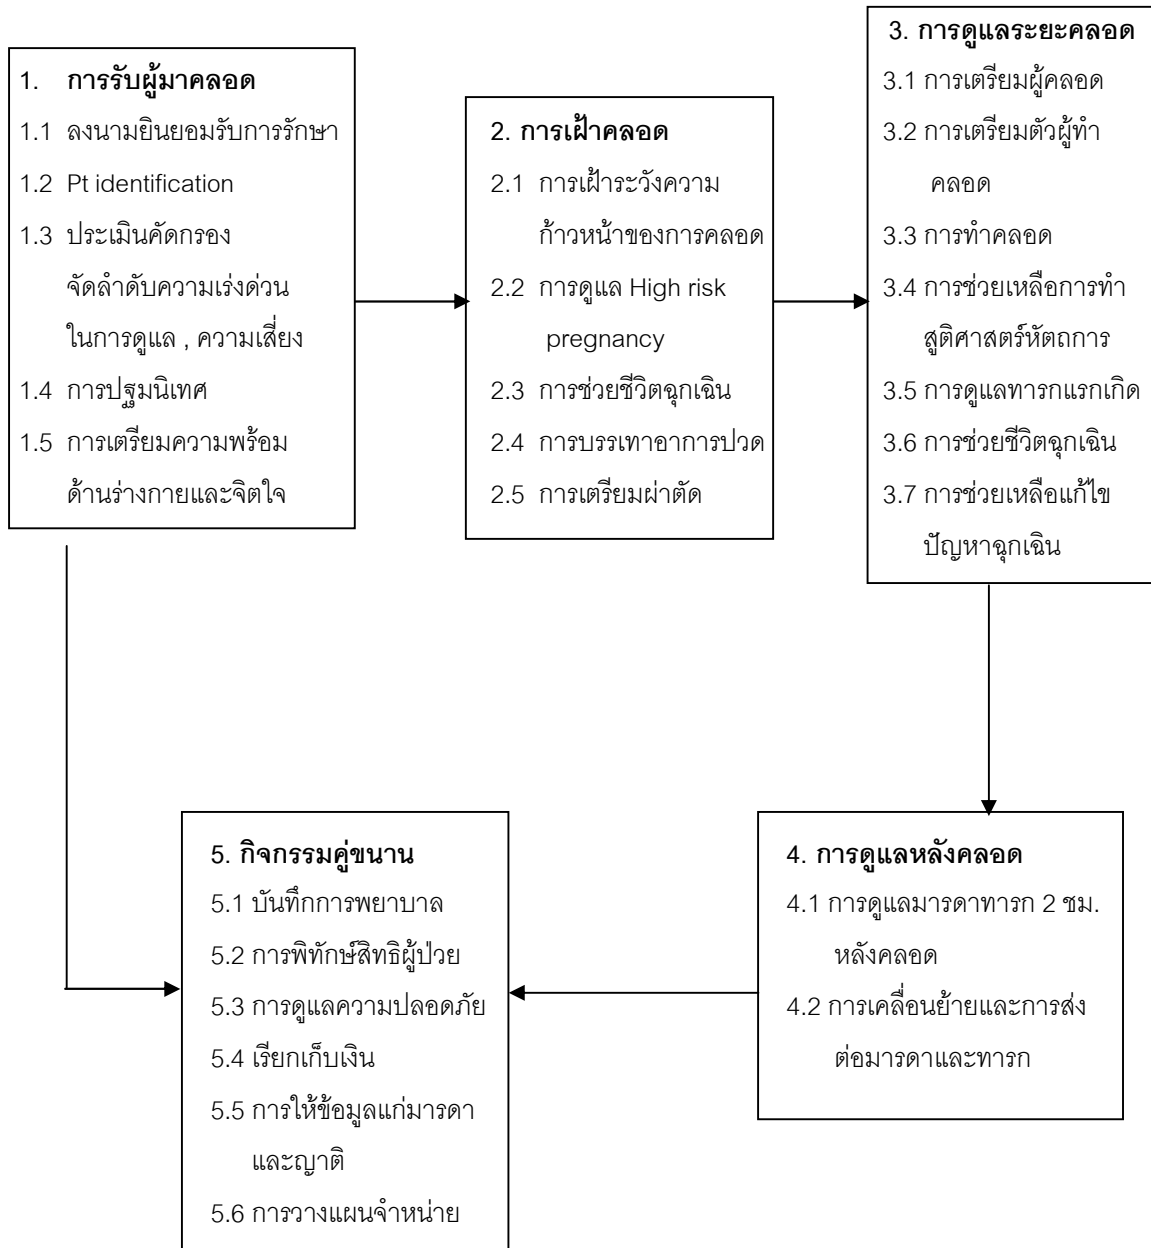 1. การรับผู้มาคลอด
1.1 ลงนามยินยอมรับการรักษา
1.2 Pt identification
1.3 ประเมินคัดกรอง
จัดลำดับความเร่งด่วน
ในการดูแล , ความเสี่ยง
1.4 การปฐมนิเทศ
1.5 การเตรียมความพร้อม
ด้านร่างกายและจิตใจ
2. การเฝ้าคลอด
2.1 การเฝ้าระวังความ
ก้าวหน้าของการคลอด
2.2 การดูแล High risk
pregnancy
2.3 การช่วยชีวิตฉุกเฉิน
2.4 การบรรเทาอาการปวด
2.5 การเตรียมผ่าตัด
3. การดูแลระยะคลอด
3.1 การเตรียมผู้คลอด
3.2 การเตรียมตัวผู้ทำ
คลอด
3.3 การทำคลอด
3.4 การช่วยเหลือการทำ
สูติศาสตร์หัตถการ
3.5 การดูแลทารกแรกเกิด
3.6 การช่วยชีวิตฉุกเฉิน
3.7 การช่วยเหลือแก้ไข
ปัญหาฉุกเฉิน
4. การดูแลหลังคลอด
4.1 การดูแลมารดาทารก 2 ชม.
หลังคลอด
4.2 การเคลื่อนย้ายและการส่ง
ต่อมารดาและทารก
5. กิจกรรมคู่ขนาน
5.1 บันทึกการพยาบาล
5.2 การพิทักษ์สิทธิผู้ป่วย
5.3 การดูแลความปลอดภัย
5.4 เรียกเก็บเงิน
5.5 การให้ข้อมูลแก่มารดา
และญาติ
5.6 การวางแผนจำหน่าย